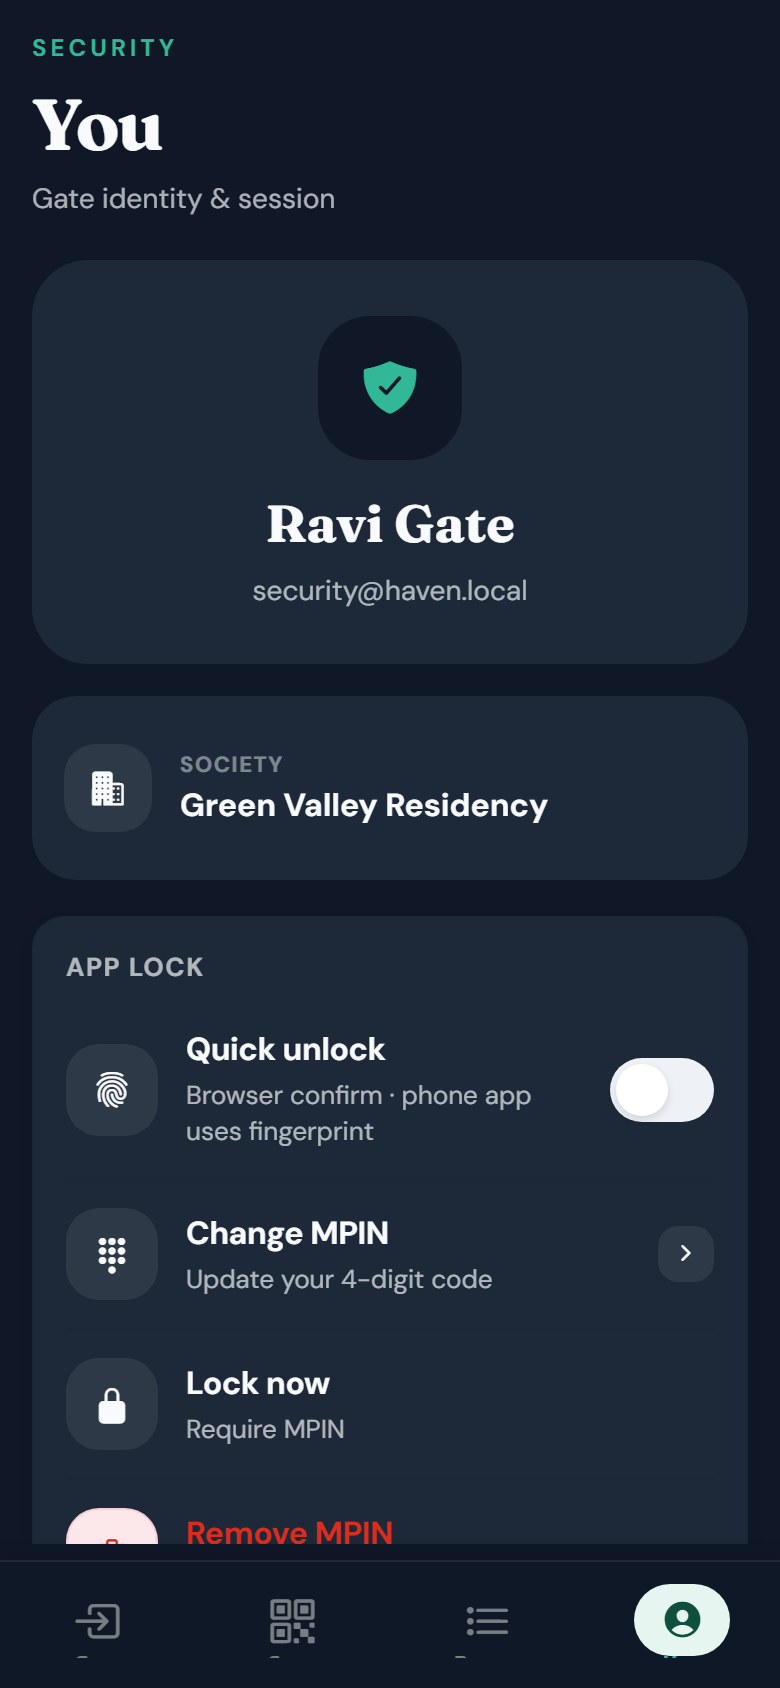 SECURITY
You
Gate identity & session
Ravi Gate
security@haven.local
SOCIETY
Green Valley Residency
APP LOCK
Quick unlock
Browser confirm · phone app
uses fingerprint
Change MPIN
Update your 4-digit code
Lock now
Require MPIN
Remove MPIN